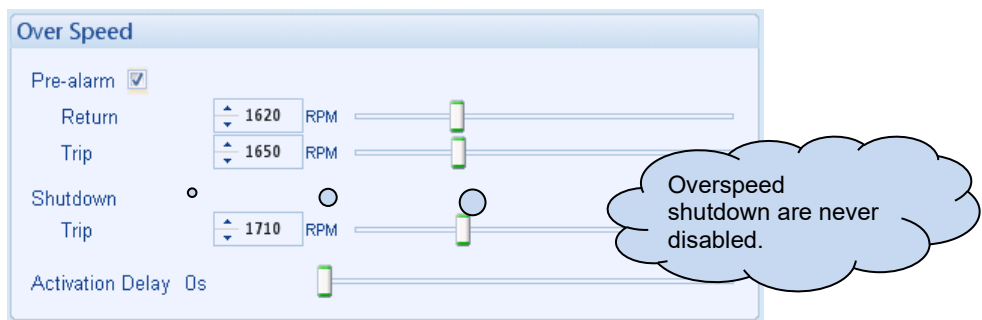 Over Speed
Pre-alarm
Return 1620 RPM
Trip 1650 RPM
Shutdown
Trip 1710 RPM
Activation Delay 0s
Overspeed
shutdown are never
disabled.